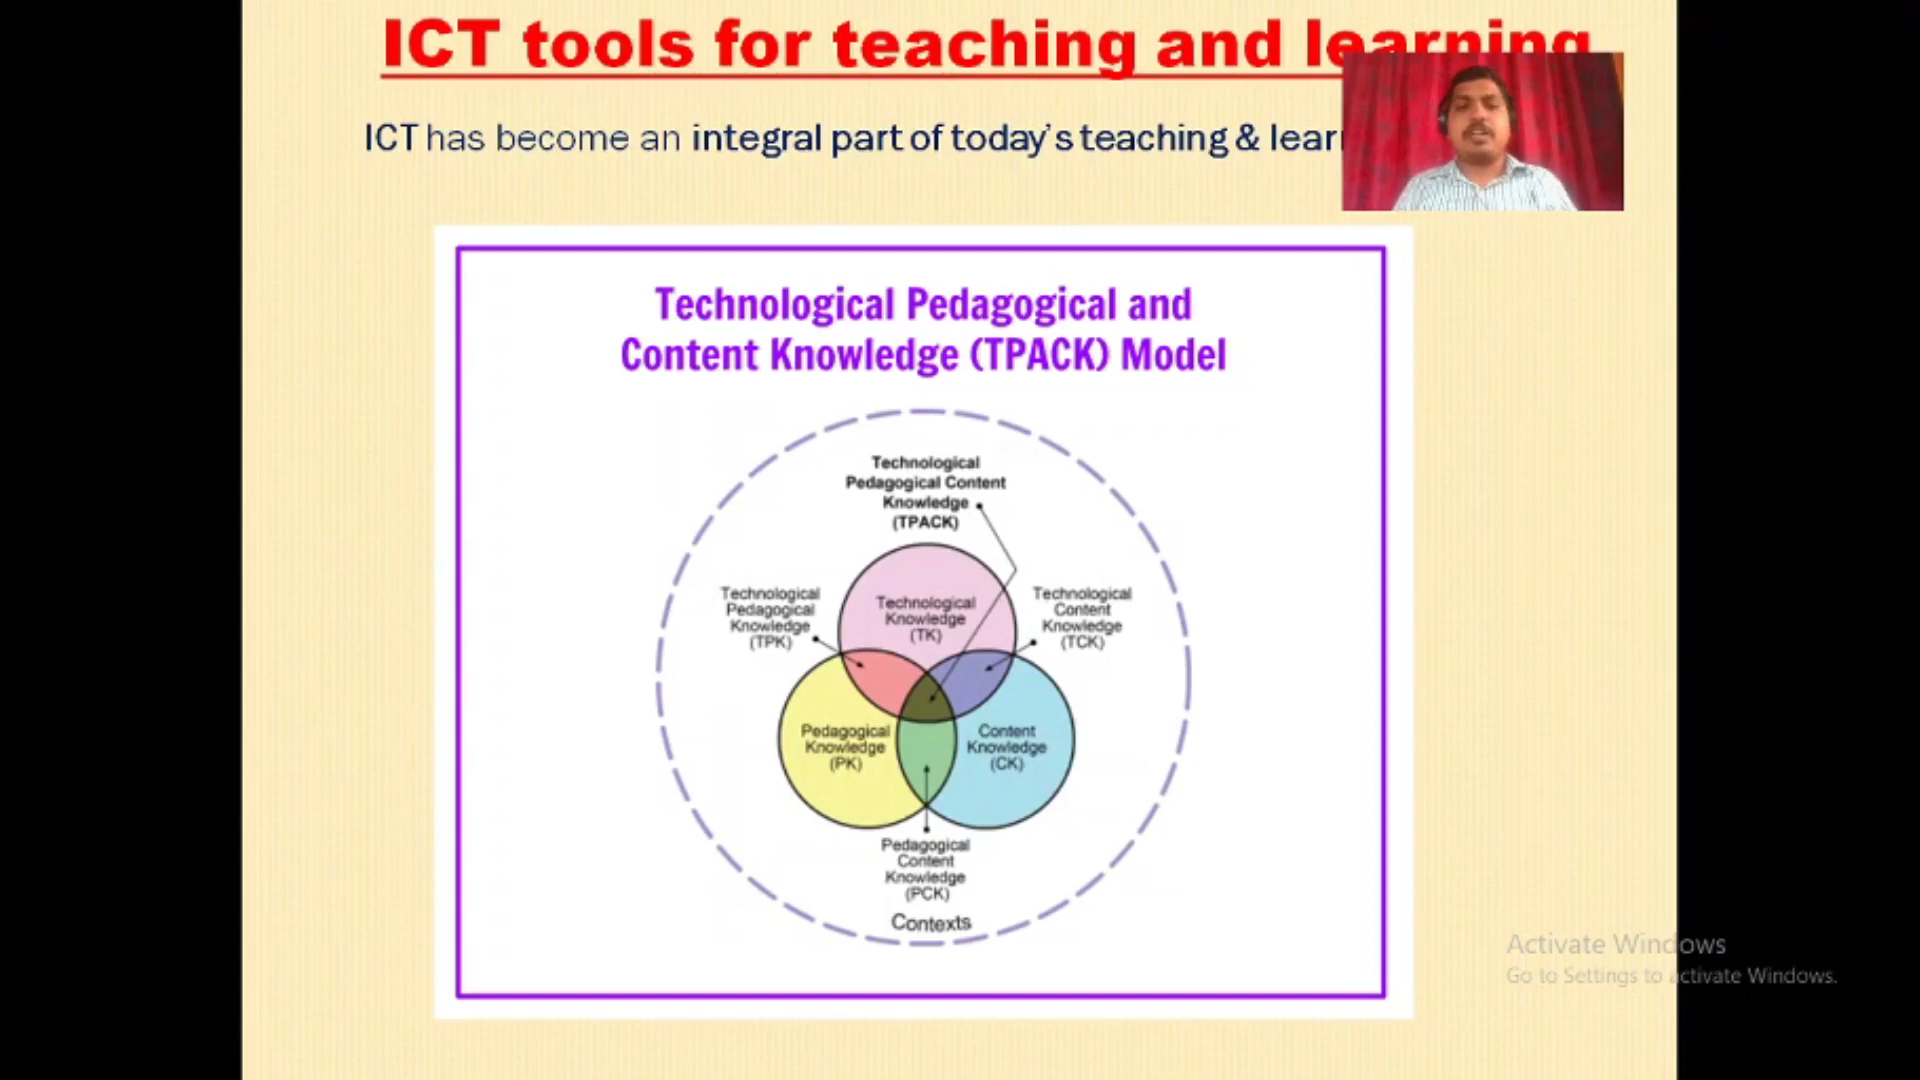 ICT tools for teaching and learning
ICT has become an integral part of today's teaching & lear
Technological Pedagogical and
Content Knowledge (TPACK) Model
Technological
Pedagogical Content
Knowledge
(TPACK)
Technological
Pedagogical
Knowledge
(TPK)
Technological
Knowledge
(TK)
Technological
Content
Knowledge
(TCK)
Pedagogical
Knowledge
(PK)
Content
Knowledge
(CK)
Pedagogical
Content
Knowledge
(PCK)
Contexts
Activate Windows
Go to Settings to activate Windows.